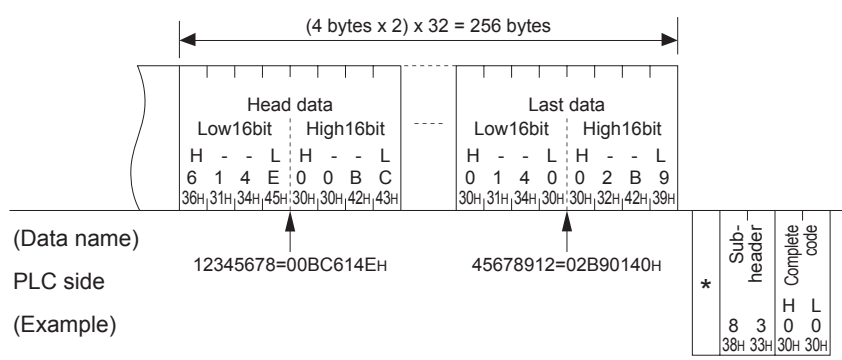 (4 bytes x 2) x 32 = 256 bytes
Head data
Last data
Low16bit High16bit
- - - -
Low16bit High16bit
H - - L H - - L
H - - L H - - L
6 1 4 E 0 0 B C
0 1 4 0 0 2 B 9
36H 31H 34H 45H 30H 30H 42H 43H
30H 31H 34H 30H 30H 32H 42H 39H
(Data name)
12345678=00BC614EH
45678912=02B90140H
PLC side
(Example)
*
Sub-
header
8 3
38H 33H
Complete
code
H L
0 0
30H 30H